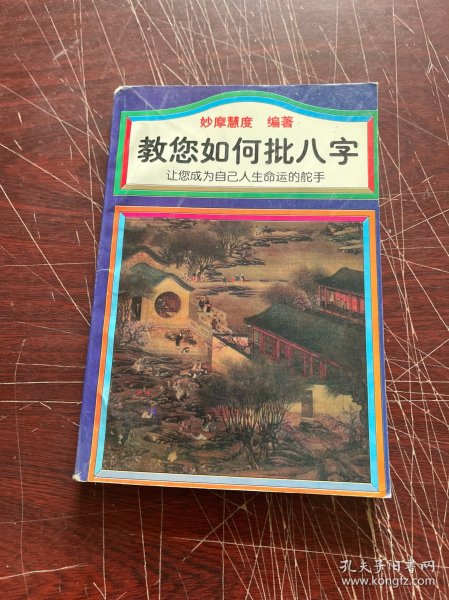 妙摩慧度 编著
教您如何批八字
让您成为自己人生命运的舵手
孔夫子旧书网
www.kongfz.com